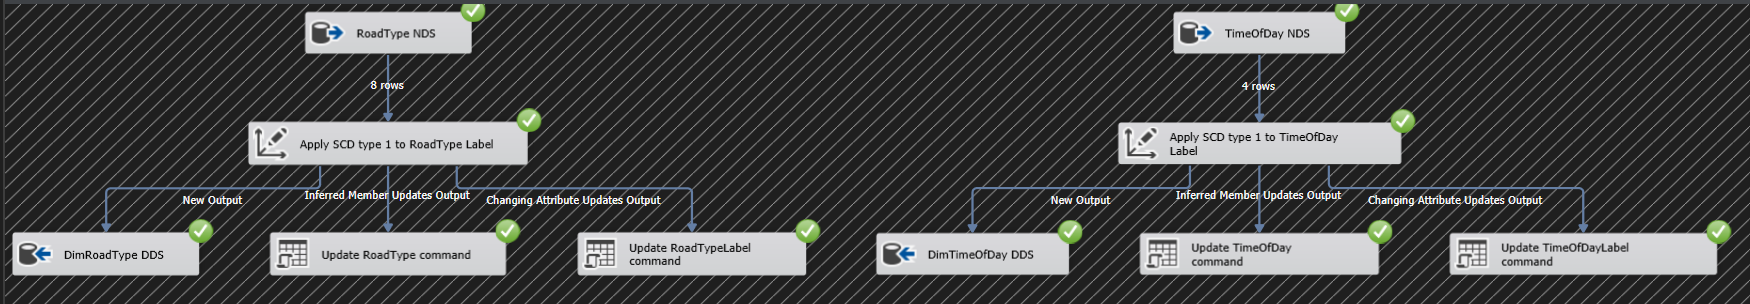 RoadType NDS
8 rows
Apply SCD type 1 to RoadType Label
New Output
Inferred Member Updates Output
Changing Attribute Updates Output
DimRoadType DDS
Update RoadType command
Update RoadTypeLabel
command
TimeOfDay NDS
4 rows
Apply SCD type 1 to TimeOfDay
Label
New Output
Inferred Member Updates Output
Changing Attribute Updates Output
DimTimeOfDay DDS
Update TimeOfDay
command
Update TimeOfDayLabel
command